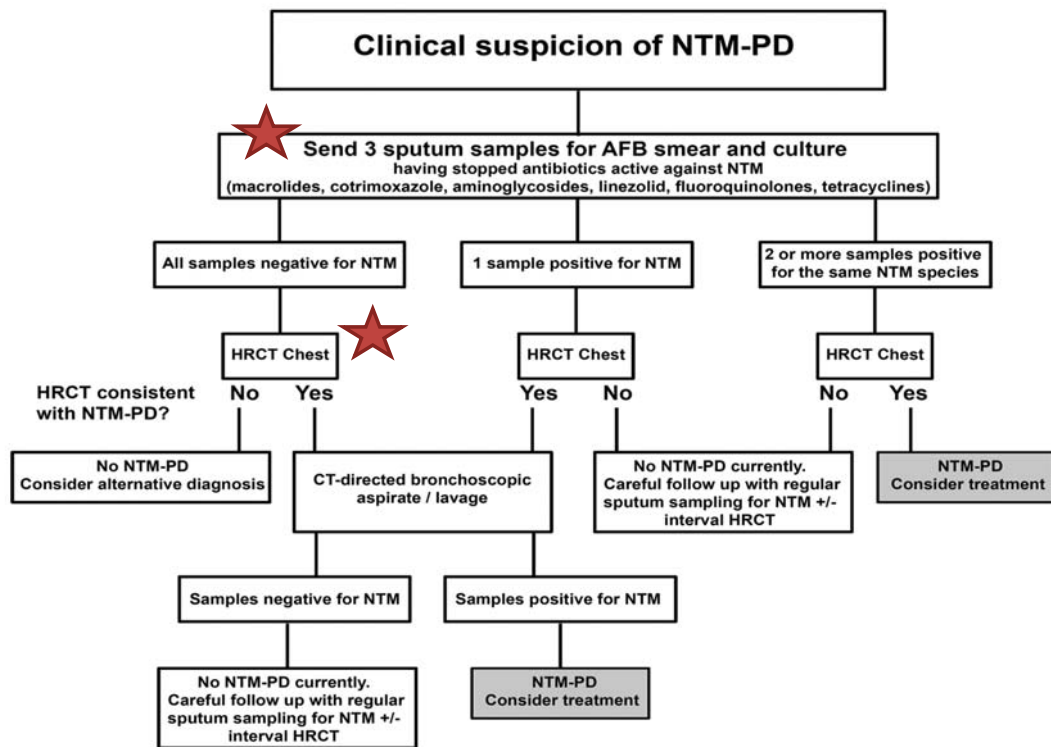 Clinical suspicion of NTM-PD
Send 3 sputum samples for AFB smear and culture
having stopped antibiotics active against NTM
(macrolides, cotrimoxazole, aminoglycosides, linezolid, fluoroquinolones, tetracyclines)
All samples negative for NTM
1 sample positive for NTM
2 or more samples positive
for the same NTM species
HRCT Chest
HRCT Chest
HRCT Chest
HRCT consistent
with NTM-PD?
No
Yes
Yes
No
No
Yes
No NTM-PD
Consider alternative diagnosis
CT-directed bronchoscopic
aspirate / lavage
No NTM-PD currently.
Careful follow up with regular
sputum sampling for NTM +/-
interval HRCT
NTM-PD
Consider treatment
Samples negative for NTM
Samples positive for NTM
No NTM-PD currently.
Careful follow up with regular
sputum sampling for NTM +/-
interval HRCT
NTM-PD
Consider treatment